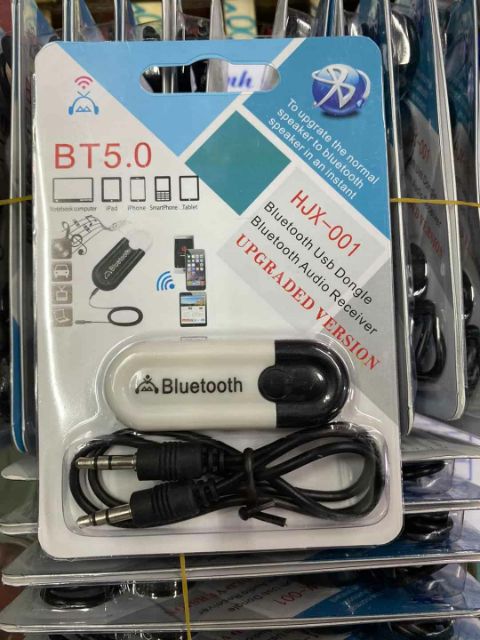 To upgrate the normal
speaker to bluetooth
speaker in an instant
BT5.0
Notebook computer iPad iPhone SmartPhone Tablet
HJX-001
Bluetooth Usb Dongle
Bluetooth Audio Receiver
UPGRADED VERSION
Bluetooth
Bluetooth